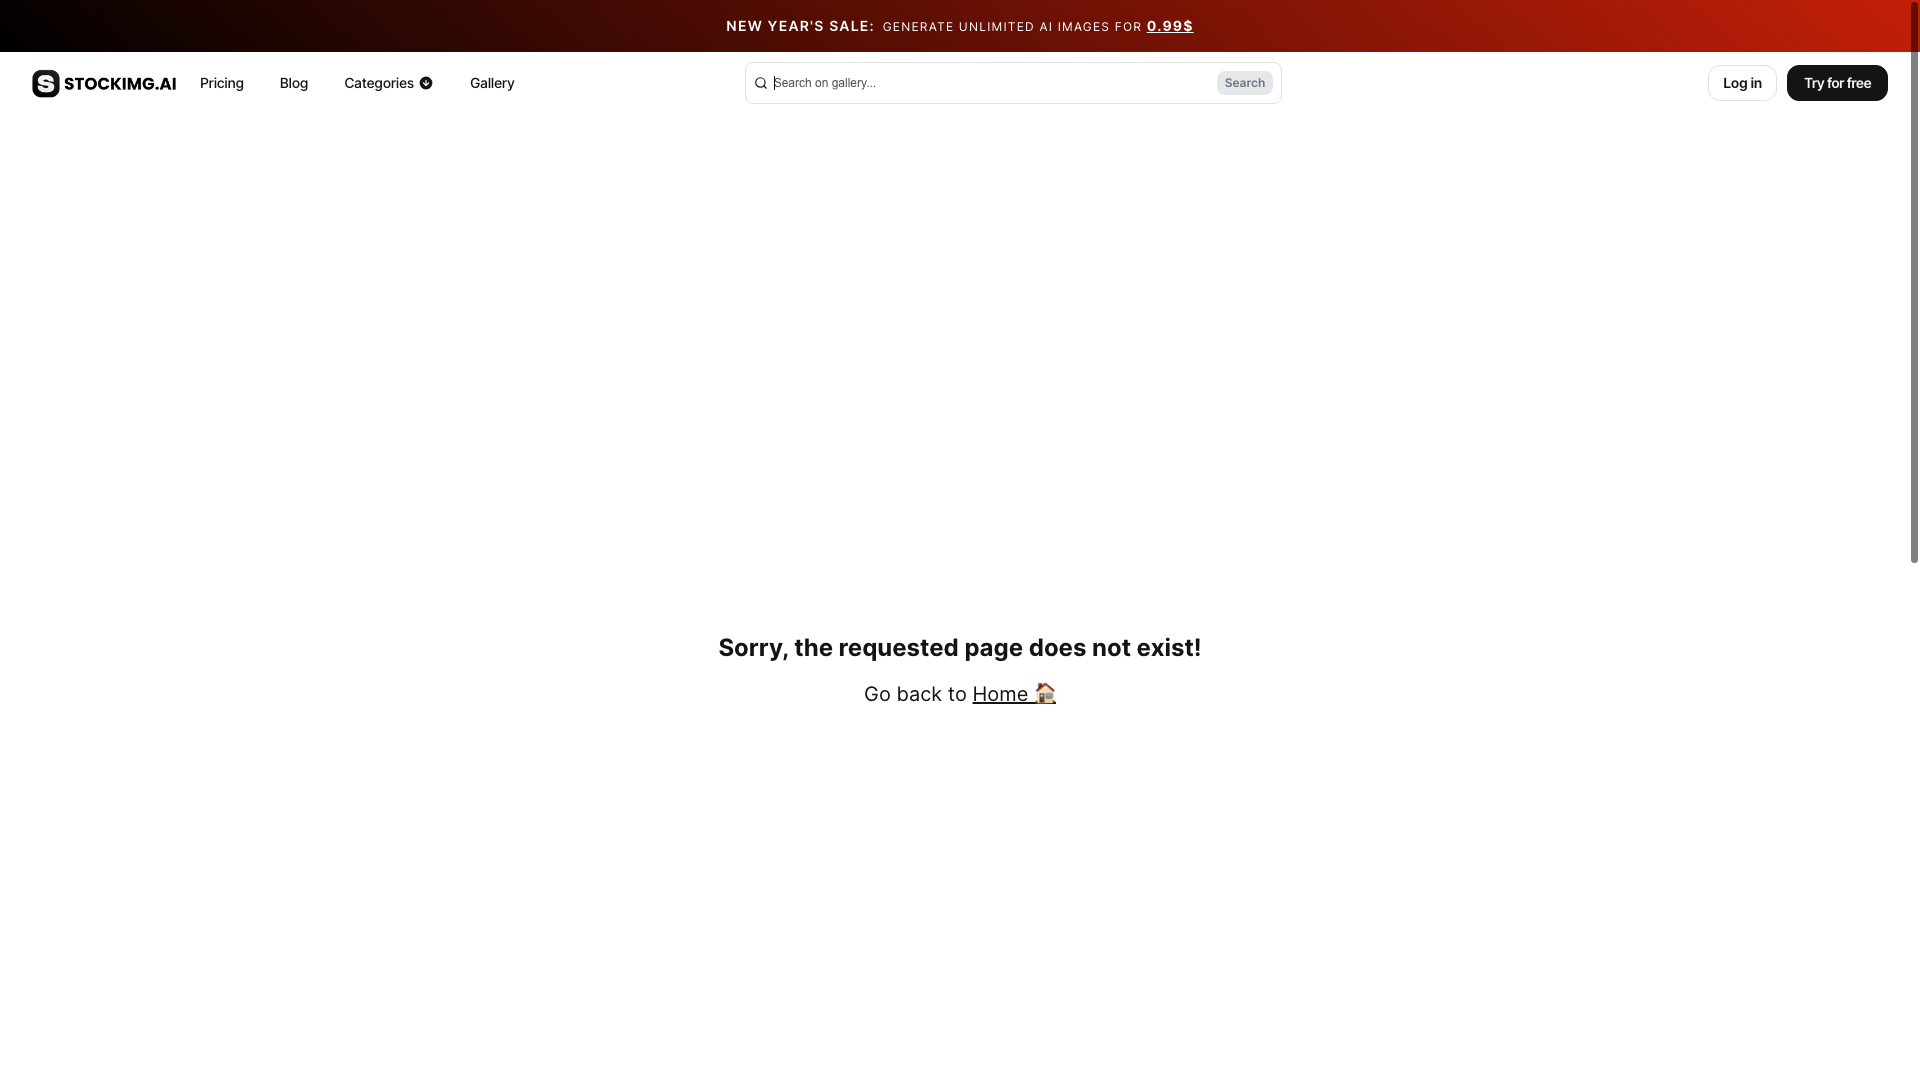 NEW YEAR'S SALE: GENERATE UNLIMITED AI IMAGES FOR 0.99$
STOCKIMG.AI Pricing Blog Categories Gallery Search on gallery... Search Log in Try for free
Sorry, the requested page does not exist!
Go back to Home 🏠